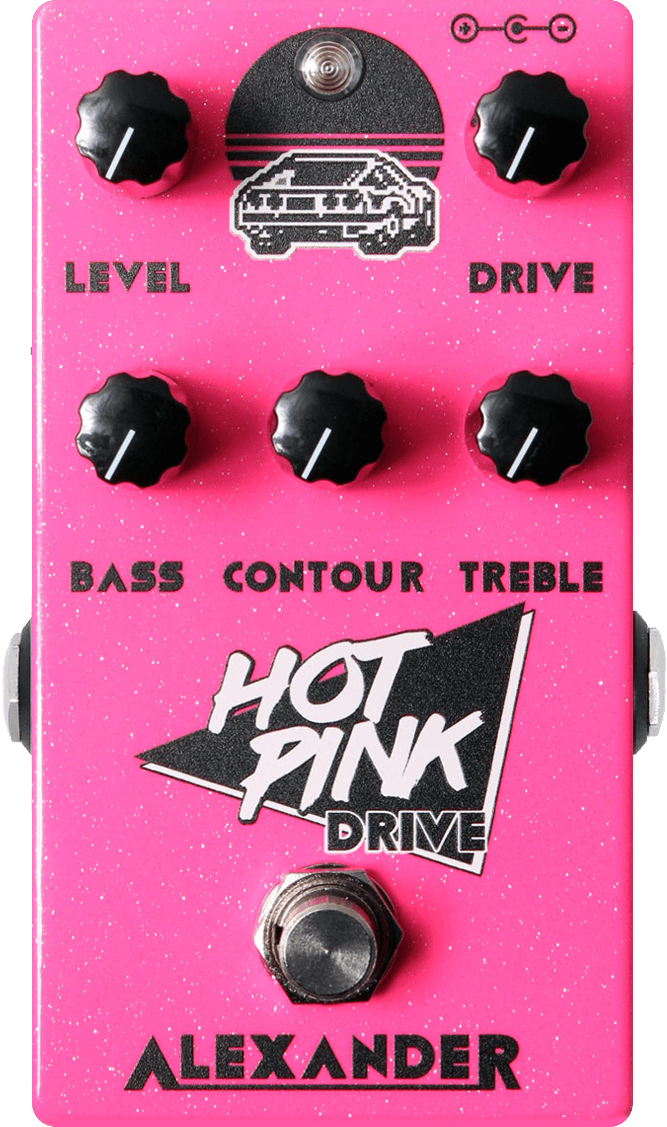 LEVEL DRIVE
BASS CONTOUR TREBLE
HOT
PINK
DRIVE
ALEXANDER